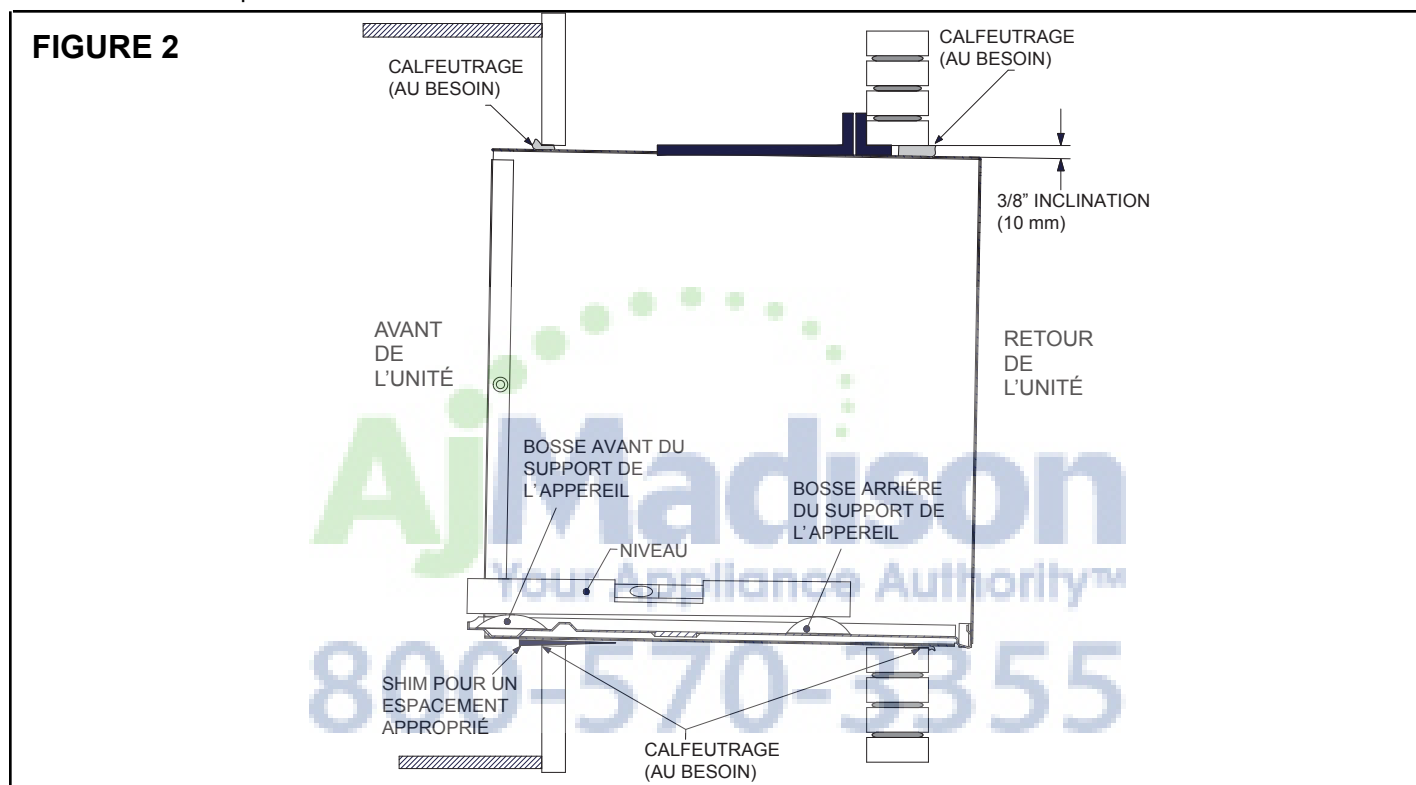 FIGURE 2
CALFEUTRAGE
(AU BESOIN)
CALFEUTRAGE
(AU BESOIN)
3/8” INCLINATION
(10 mm)
AVANT
DE
L’UNITÉ
RETOUR
DE
L’UNITÉ
BOSSE AVANT DU
SUPPORT DE
L’ APPEREIL
BOSSE ARRIÉRE
DU SUPPORT DE
L’ APPEREIL
NIVEAU
AjMadison
Your Appliance Authority™
800-570-3355
SHIM POUR UN
ESPACEMENT
APPROPRIÉ
CALFEUTRAGE
(AU BESOIN)